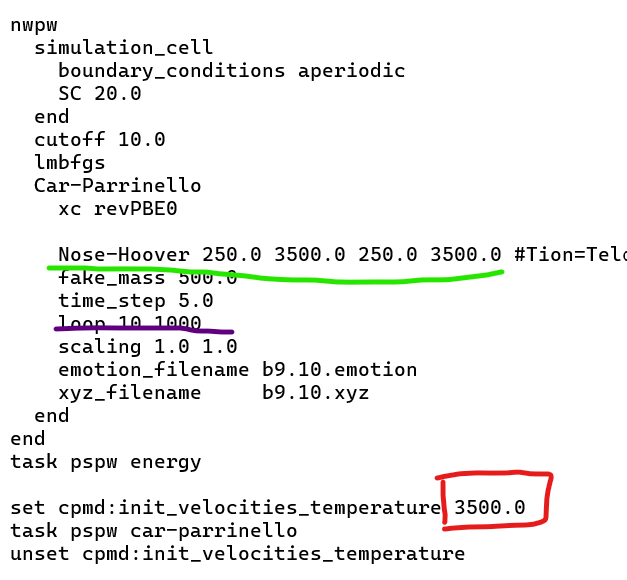 nwpw
simulation_cell
boundary_conditions aperiodic
SC 20.0
end
cutoff 10.0
lmbfgs
Car-Parrinello
xc revPBE0
Nose-Hoover 250.0 3500.0 250.0 3500.0 #Tion=Tel
fake_mass 500.0
time_step 5.0
loop 10 1000
scaling 1.0 1.0
emotion_filename b9.10.emotion
xyz_filename b9.10.xyz
end
end
task pspw energy
set cpmd:init_velocities_temperature 3500.0
task pspw car-parrinello
unset cpmd:init_velocities_temperature